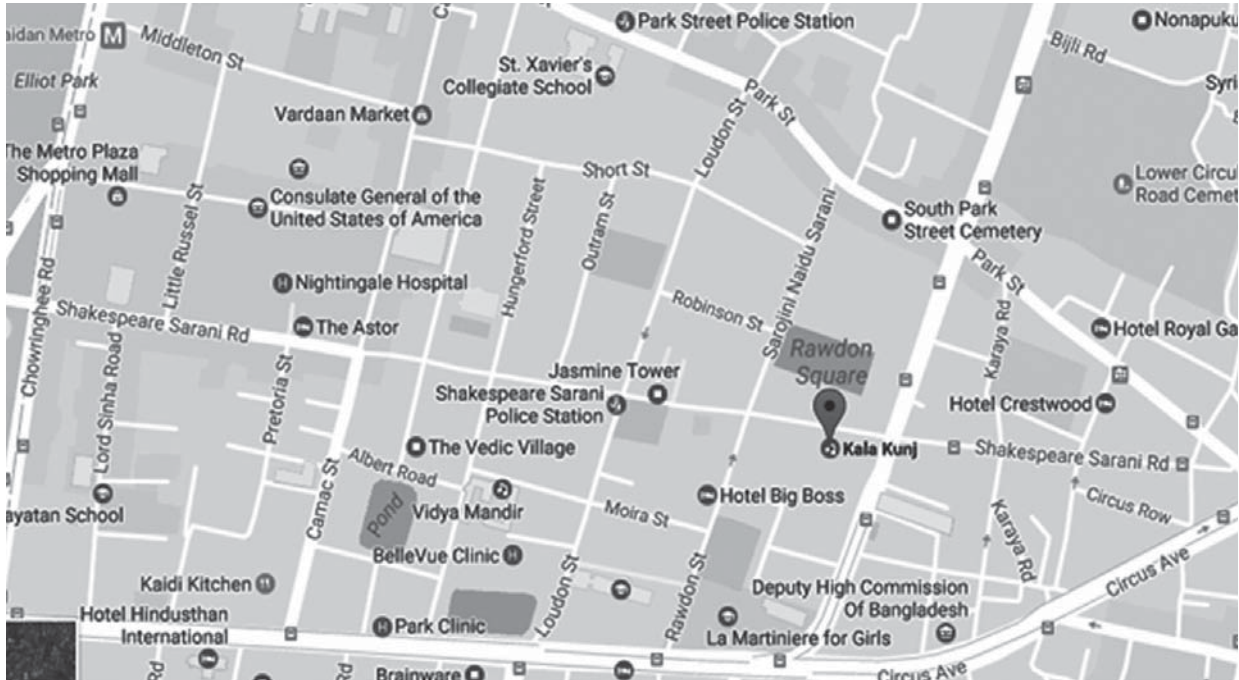 Park Street Police Station
Nonapuku
aidan Metro M
Middleton St
Bijli Rd
Elliot Park
St. Xavier's
Collegiate School
Syri
Park St
Vardaan Market
Loudon St
The Metro Plaza
Shopping Mall
Short St
Lower Circul
Road Cemet
Consulate General of the
United States of America
Little Russel St
Hungerford Street
Outram St
Sarojini Naidu Sarani
South Park
Street Cemetery
Park St
Chowringhee Rd
Nightingale Hospital
Robinson St
Karaya Rd
Shakespeare Sarani Rd
The Astor
Hotel Royal Ga
Rawdon
Square
Jasmine Tower
Shakespeare Sarani
Police Station
Hotel Crestwood
Lord Sinha Road
Pretoria St
The Vedic Village
Kala Kunj
Shakespeare Sarani Rd
Albert Road
Camac St
Pond
Vidya Mandir
Hotel Big Boss
Circus Row
ayatan School
Moira St
BelleVue Clinic
Karaya Rd
Kaidi Kitchen
Loudon St
Rawdon St
Deputy High Commission
Of Bangladesh
Circus Ave
Hotel Hindusthan
International
Park Clinic
La Martiniere for Girls
Rd
Rd
Brainware
Circus Ave